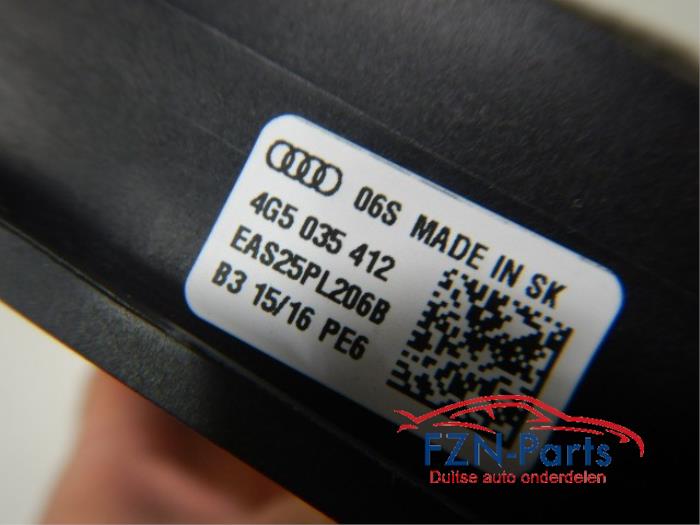 06S MADE IN SK
4G5 035 412
EAS25PL206B
B3 15/16 PE6
FZN-Parts
Duitse auto onderdelen